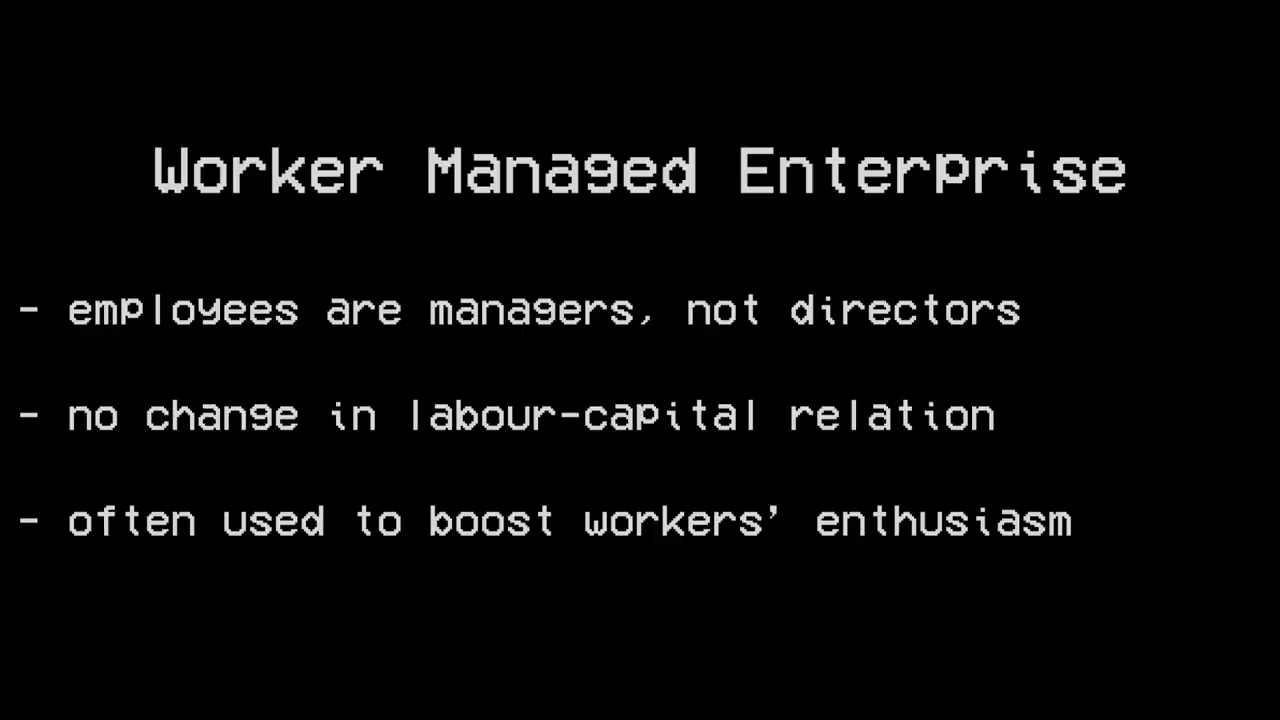 Worker Managed Enterprise
- employees are managers, not directors
- no change in labour-capital relation
- often used to boost workers’ enthusiasm